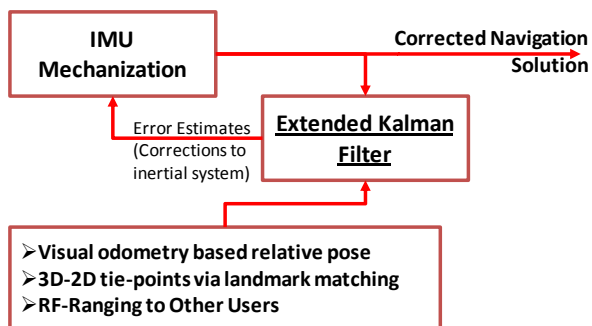 IMU
Mechanization
Corrected Navigation
Solution
Error Estimates
(Corrections to
inertial system)
Extended Kalman
Filter
➢Visual odometry based relative pose
➢3D-2D tie-points via landmark matching
➢RF-Ranging to Other Users